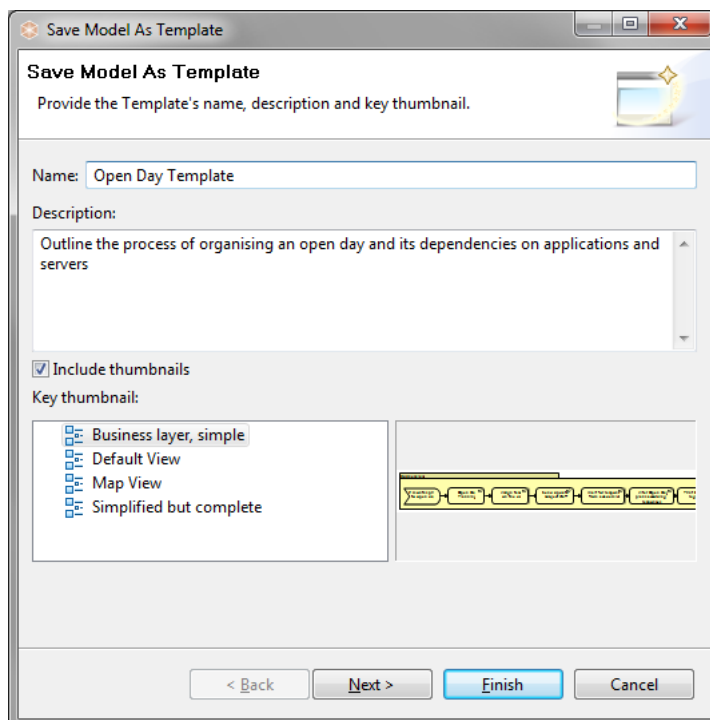 Save Model As Template
Save Model As Template
Provide the Template's name, description and key thumbnail.
Name: Open Day Template
Description:
Outline the process of organising an open day and its dependencies on applications and
servers
Include thumbnails
Key thumbnail:
Business layer, simple
Default View
Map View
Simplified but complete
< Back
Next >
Finish
Cancel